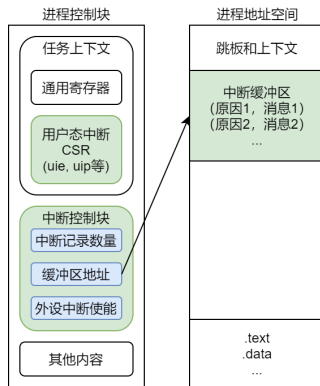 进程控制块
任务上下文
通用寄存器
用户态中断
CSR
(uie, uip等)
中断控制块
中断记录数量
缓冲区地址
外设中断使能
其他内容
进程地址空间
跳板和上下文
中断缓冲区
(原因1，消息1)
(原因2，消息2)
...
.text
.data
...